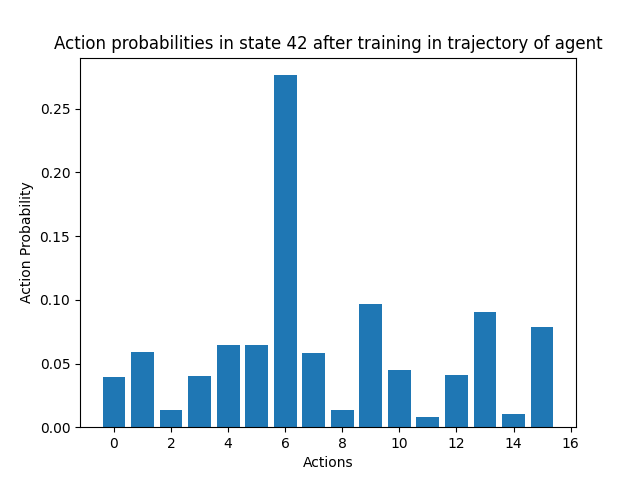 Action probabilities in state 42 after training in trajectory of agent
0.25
0.20
0.15
0.10
0.05
0.00
Action Probability
0 2 4 6 8 10 12 14 16
Actions